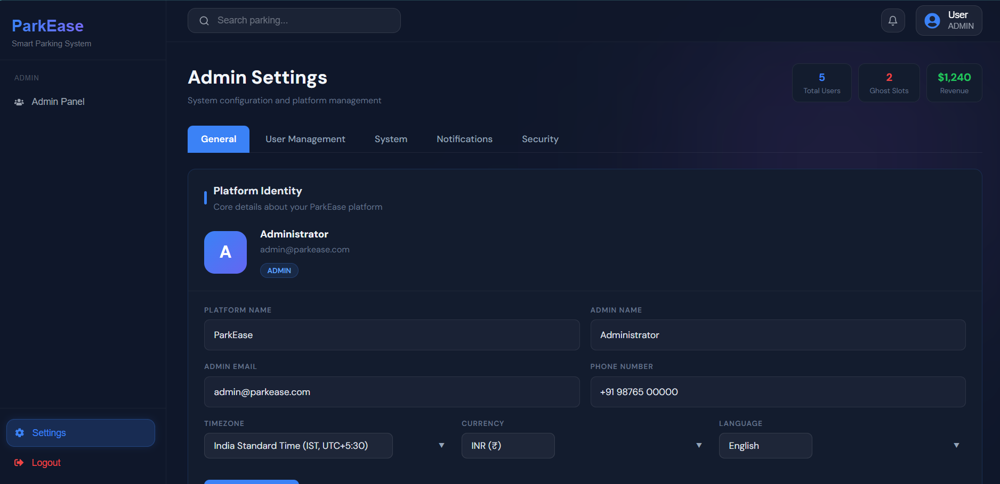 ParkEase
Smart Parking System
ADMIN
Admin Panel
Settings
Logout
Search parking...
User
ADMIN
Admin Settings
System configuration and platform management
5
Total Users
2
Ghost Slots
$1,240
Revenue
General
User Management
System
Notifications
Security
Platform Identity
Core details about your ParkEase platform
A
Administrator
admin@parkease.com
ADMIN
PLATFORM NAME
ParkEase
ADMIN NAME
Administrator
ADMIN EMAIL
admin@parkease.com
PHONE NUMBER
+91 98765 00000
TIMEZONE
India Standard Time (IST, UTC+5:30)
CURRENCY
INR (₹)
LANGUAGE
English